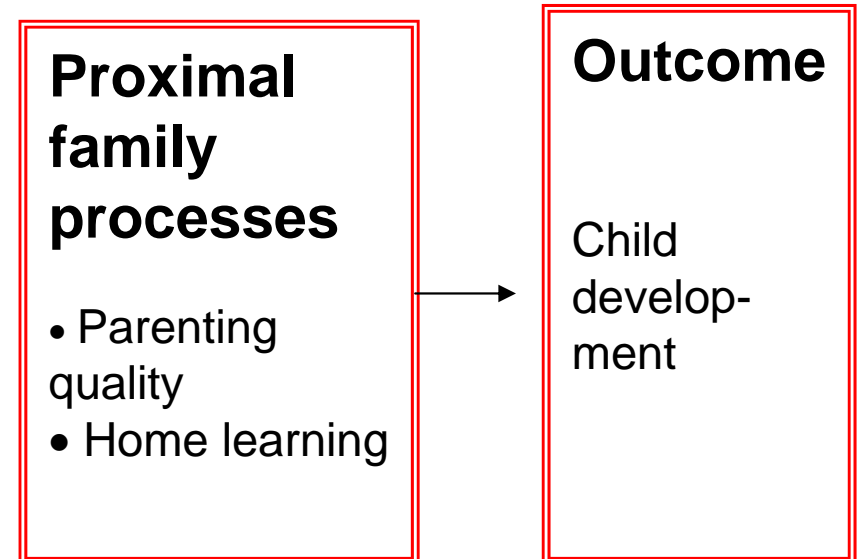 Proximal
family
processes
• Parenting
quality
• Home learning
Outcome
Child
develop-
ment